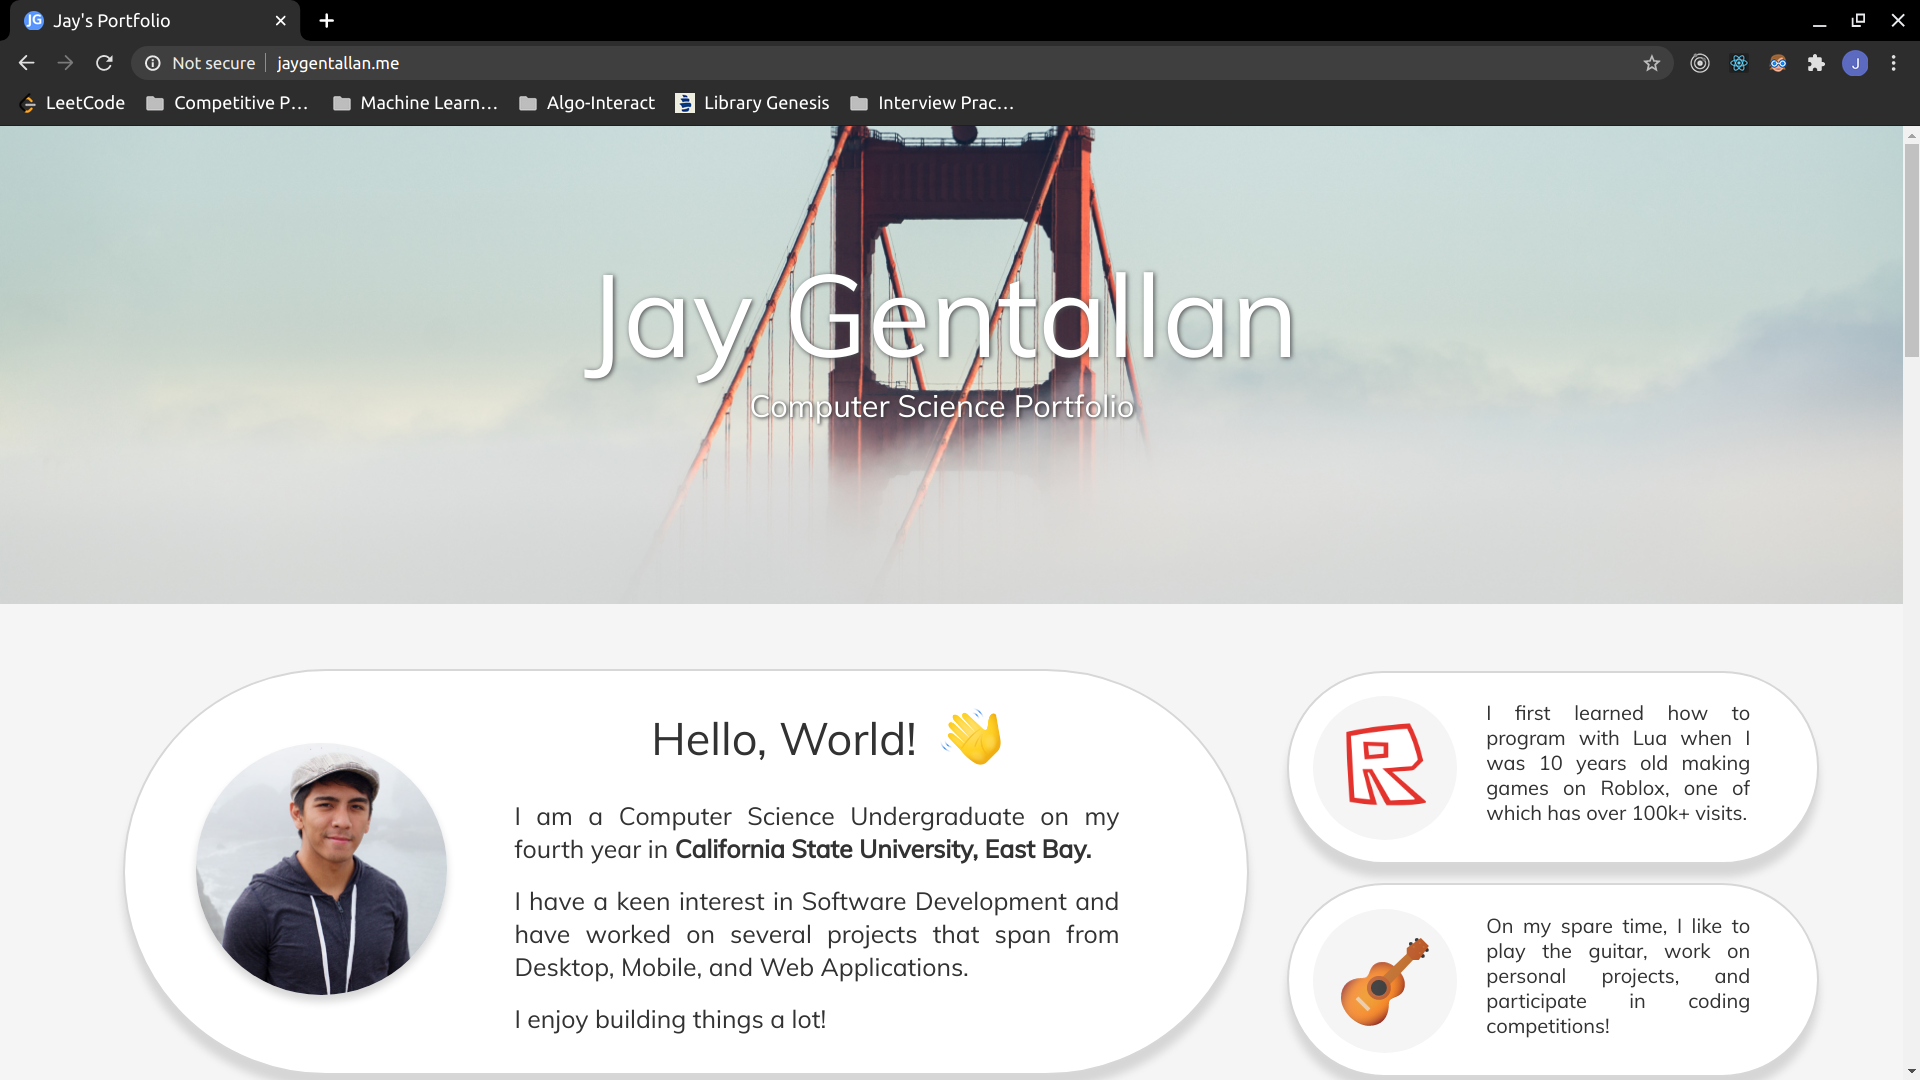 JG Jay's Portfolio
Not secure jaygentallan.me
J
LeetCode Competitive P... Machine Learn... Algo-Interact Library Genesis Interview Prac...
Jay Gentallan
Computer Science Portfolio
Hello, World!
I am a Computer Science Undergraduate on my
fourth year in California State University, East Bay.
I have a keen interest in Software Development and
have worked on several projects that span from
Desktop, Mobile, and Web Applications.
I enjoy building things a lot!
R
I first learned how to
program with Lua when I
was 10 years old making
games on Roblox, one of
which has over 100k+ visits.
On my spare time, I like to
play the guitar, work on
personal projects, and
participate in coding
competitions!